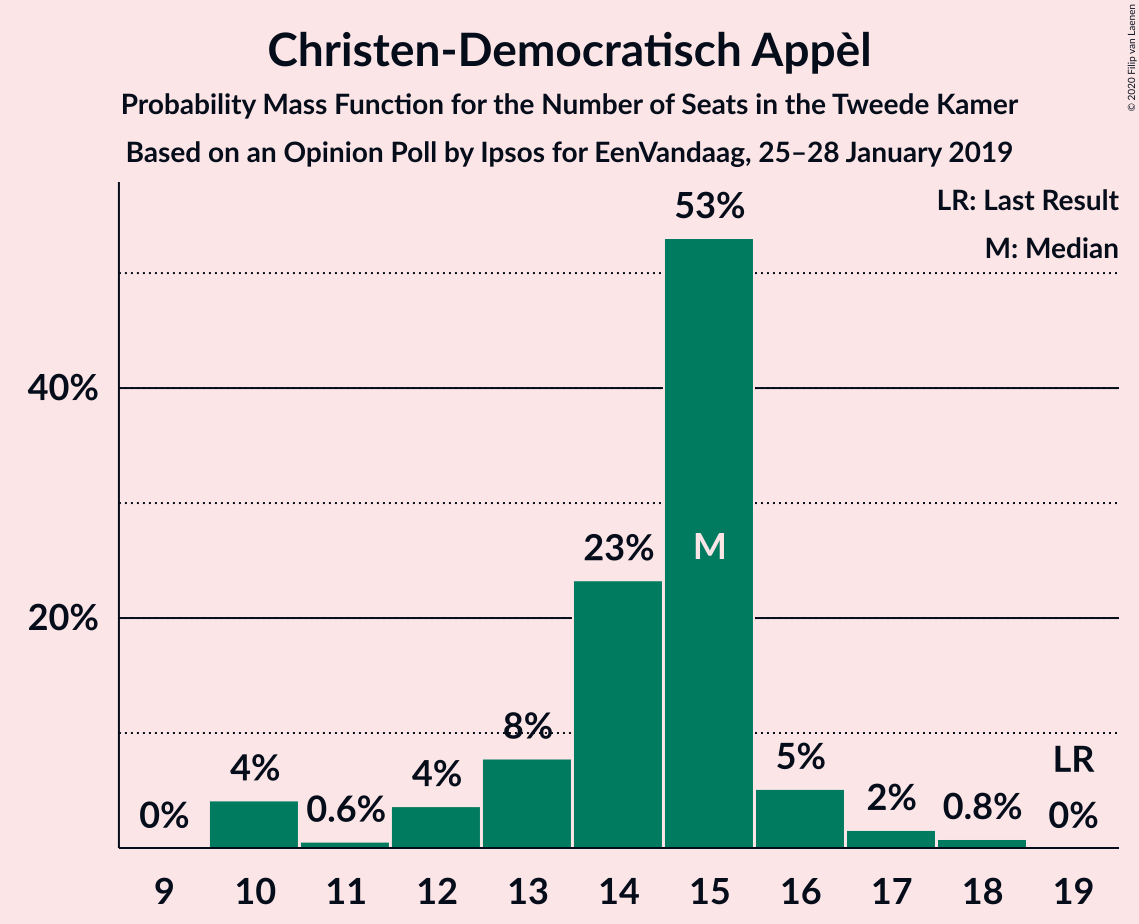 Christen-Democratisch Appèl
Probability Mass Function for the Number of Seats in the Tweede Kamer
Based on an Opinion Poll by Ipsos for EenVandaag, 25–28 January 2019
© 2020 Filip van Laenen
LR: Last Result
M: Median
53%
40%
23%
M
20%
8%
4%
0.6%
4%
5%
2%
0.8%
LR
0%
0%
9 10 11 12 13 14 15 16 17 18 19